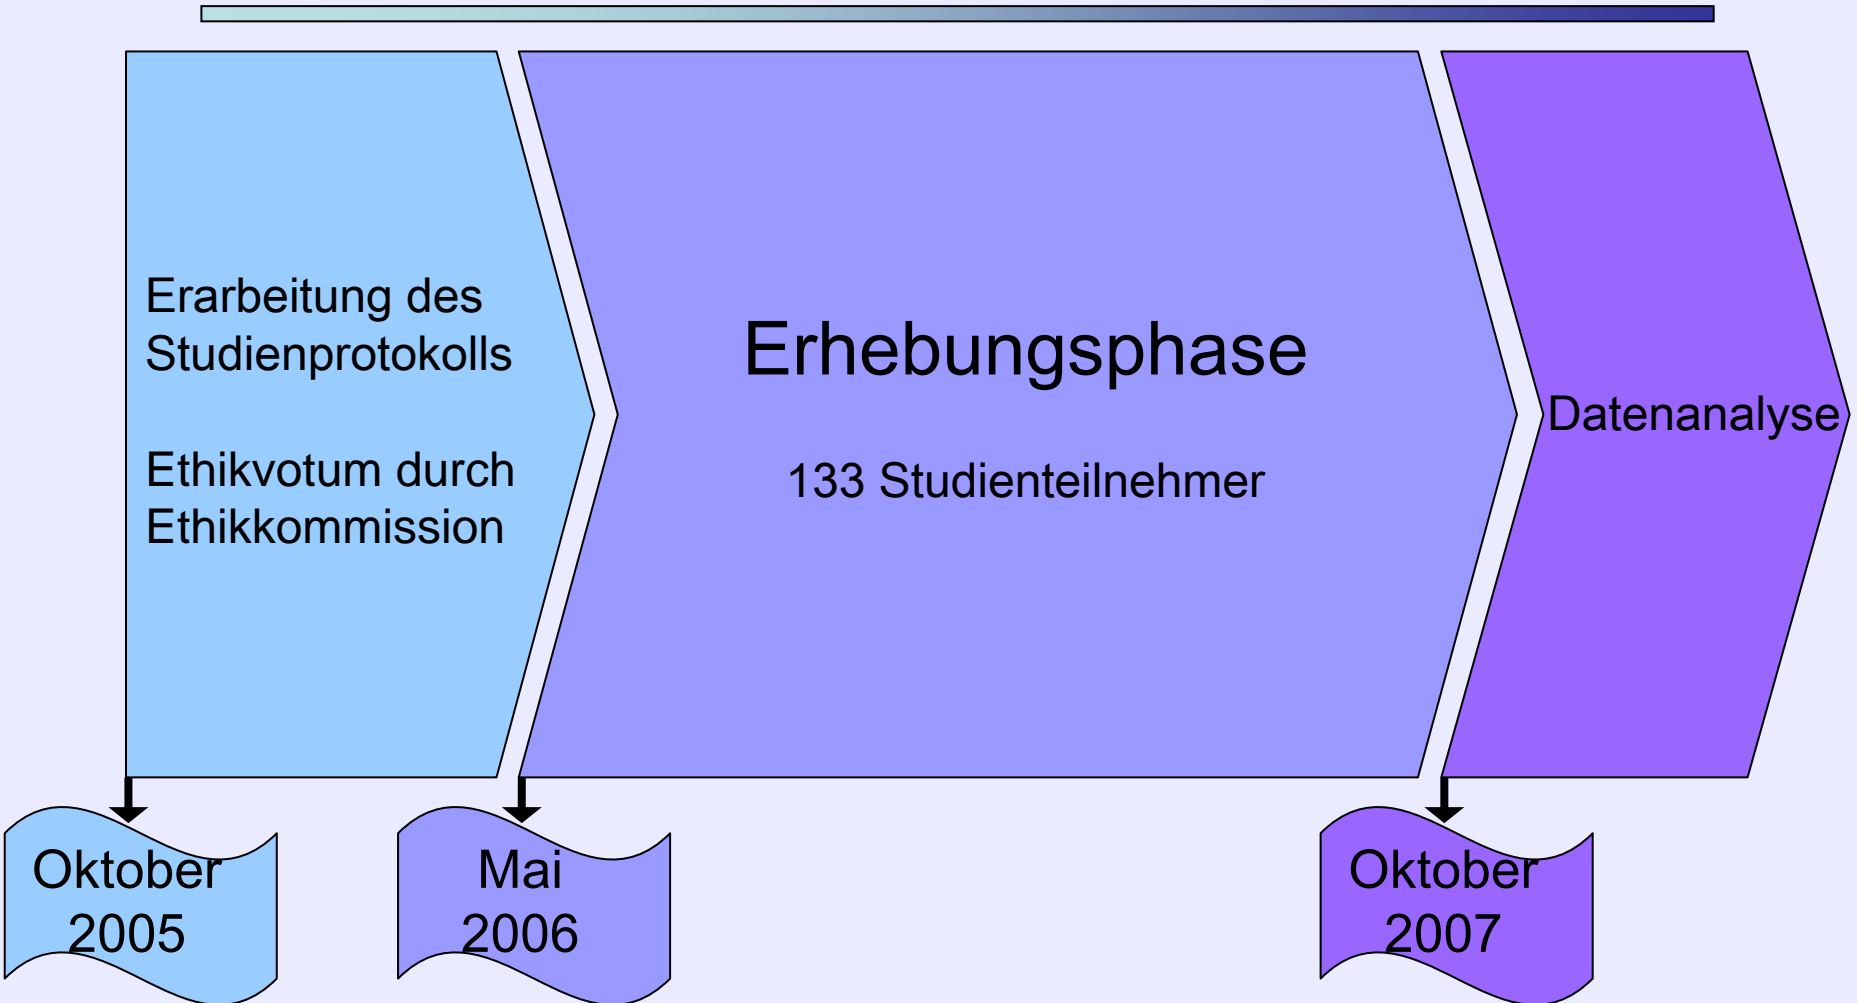 Erarbeitung des
Studienprotokolls
Ethikvotum durch
Ethikkommission
Erhebungsphase
133 Studienteilnehmer
Datenanalyse
Oktober
2005
Mai
2006
Oktober
2007